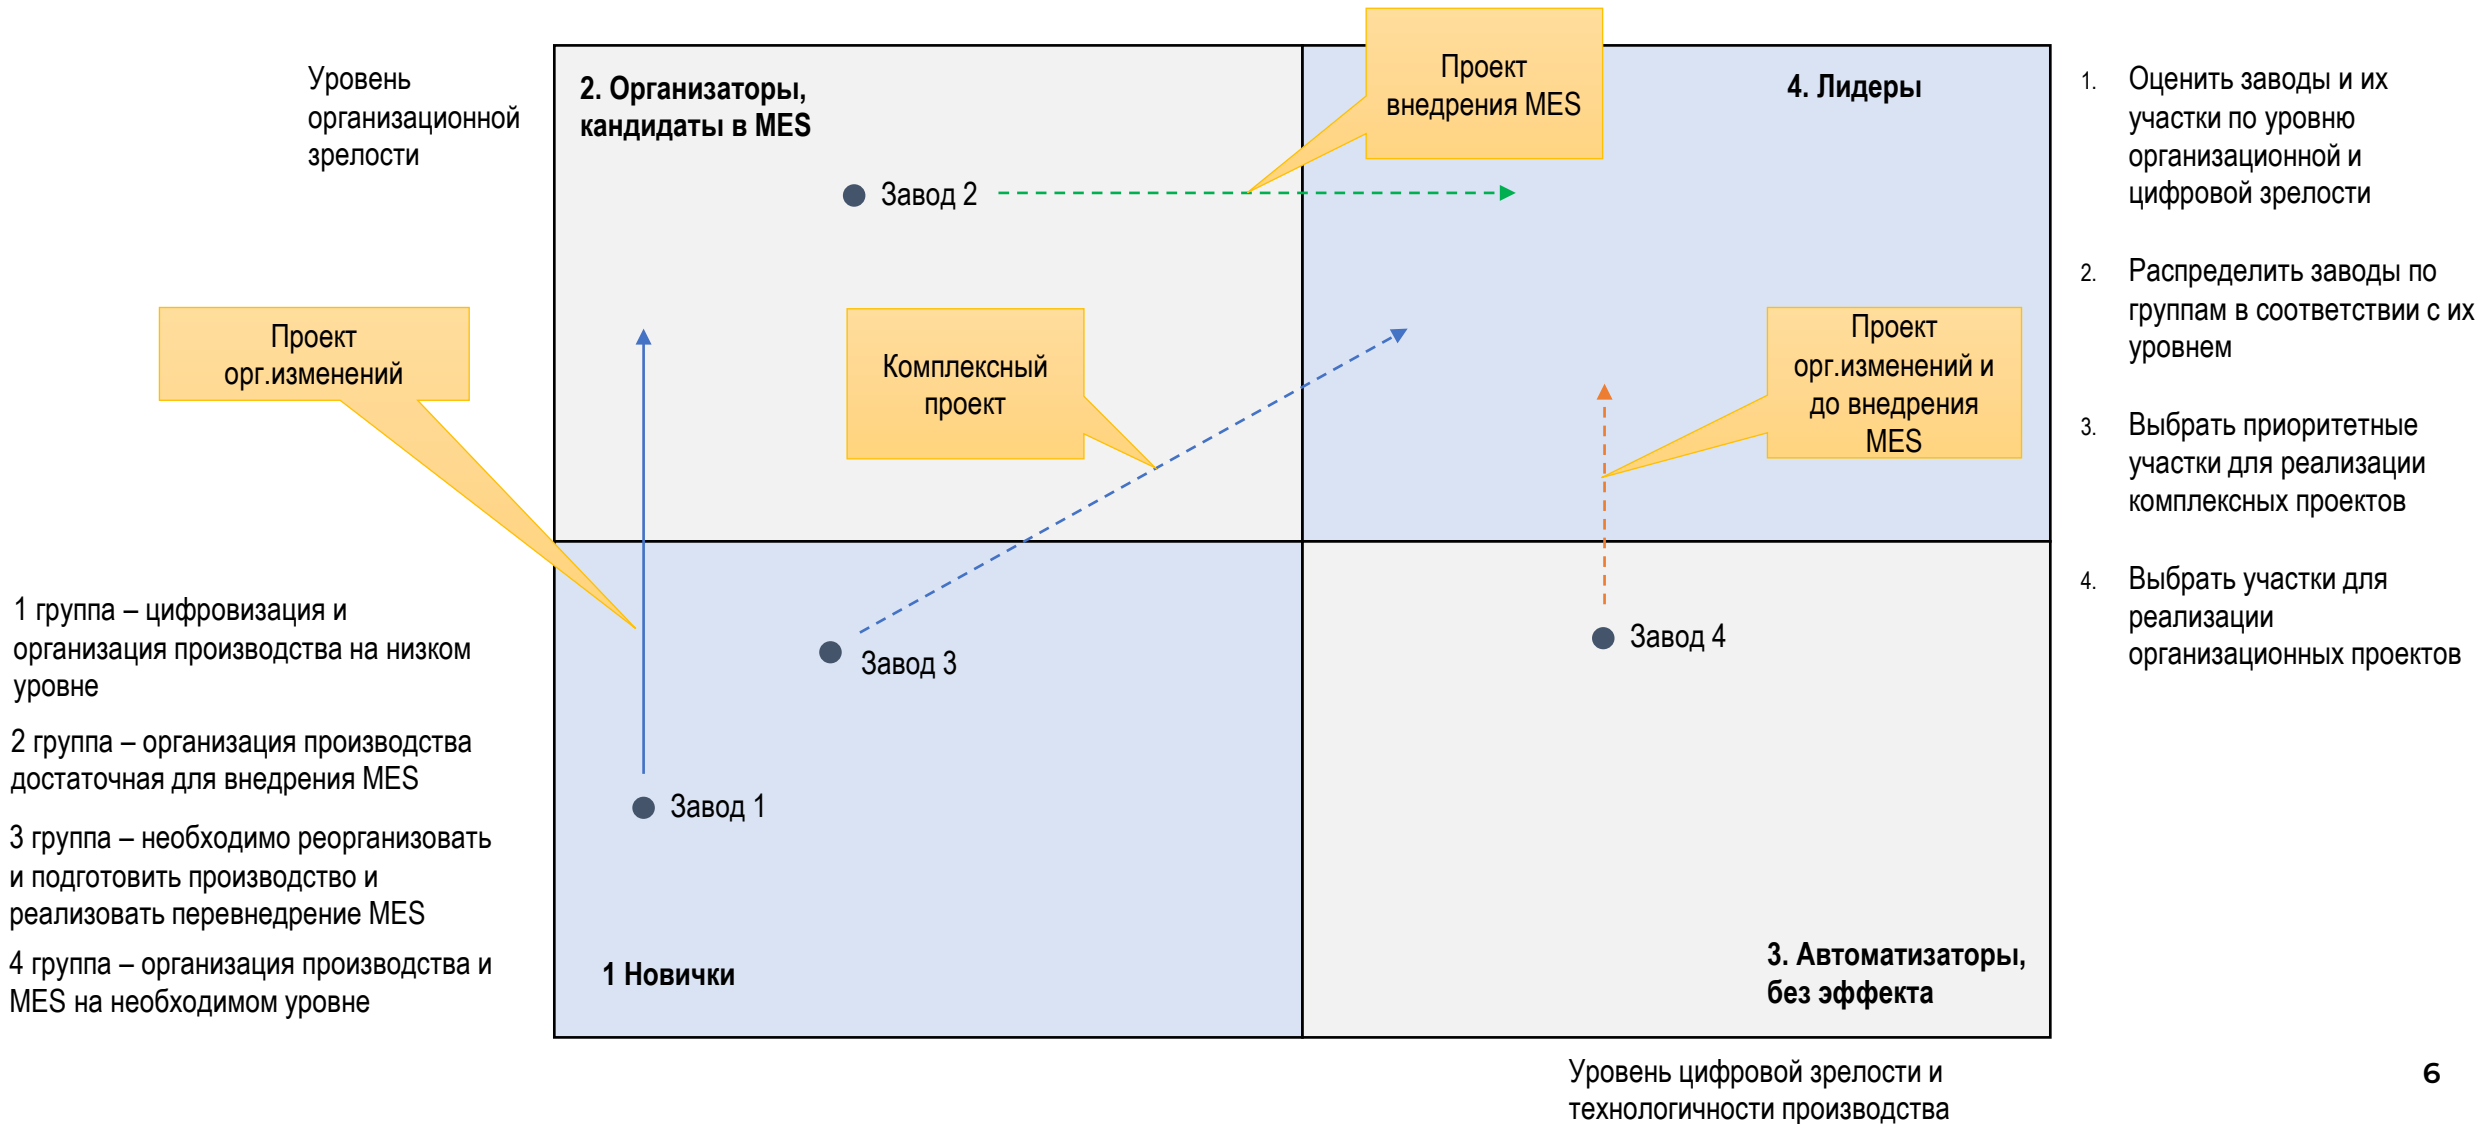 Уровень
организационной
зрелости
2. Организаторы,
кандидаты в MES
Проект
внедрения MES
4. Лидеры
Завод 2
Проект
орг.изменений
Комплексный
проект
Проект
орг.изменений и
до внедрения
MES
Завод 3
Завод 4
Завод 1
1 Новички
3. Автоматизаторы,
без эффекта
Уровень цифровой зрелости и
технологичности производства
1 группа – цифровизация и
организация производства на низком
уровне
2 группа – организация производства
достаточная для внедрения MES
3 группа – необходимо реорганизовать
и подготовить производство и
реализовать перевнедрение MES
4 группа – организация производства и
MES на необходимом уровне
1. Оценить заводы и их
участки по уровню
организационной и
цифровой зрелости
2. Распределить заводы по
группам в соответствии с их
уровнем
3. Выбрать приоритетные
участки для реализации
комплексных проектов
4. Выбрать участки для
реализации
организационных проектов
6